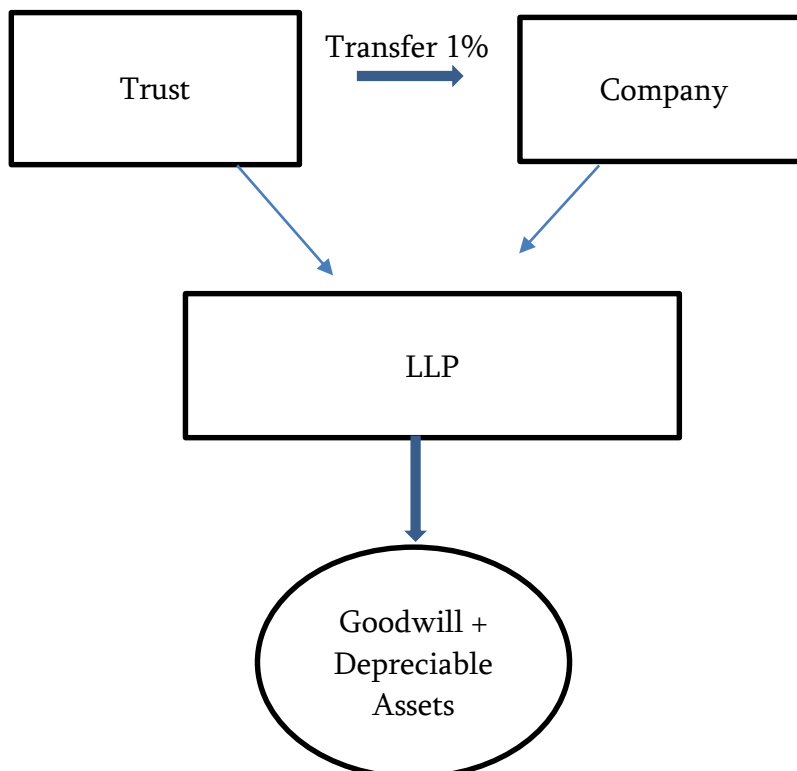 Transfer 1%
Trust
Company
LLP
Goodwill +
Depreciable
Assets